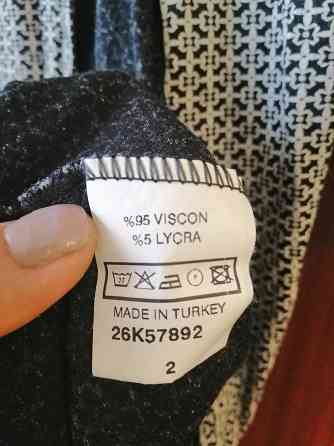 %95 VISCON
%5 LYCRA
MADE IN TURKEY
26K57892
2